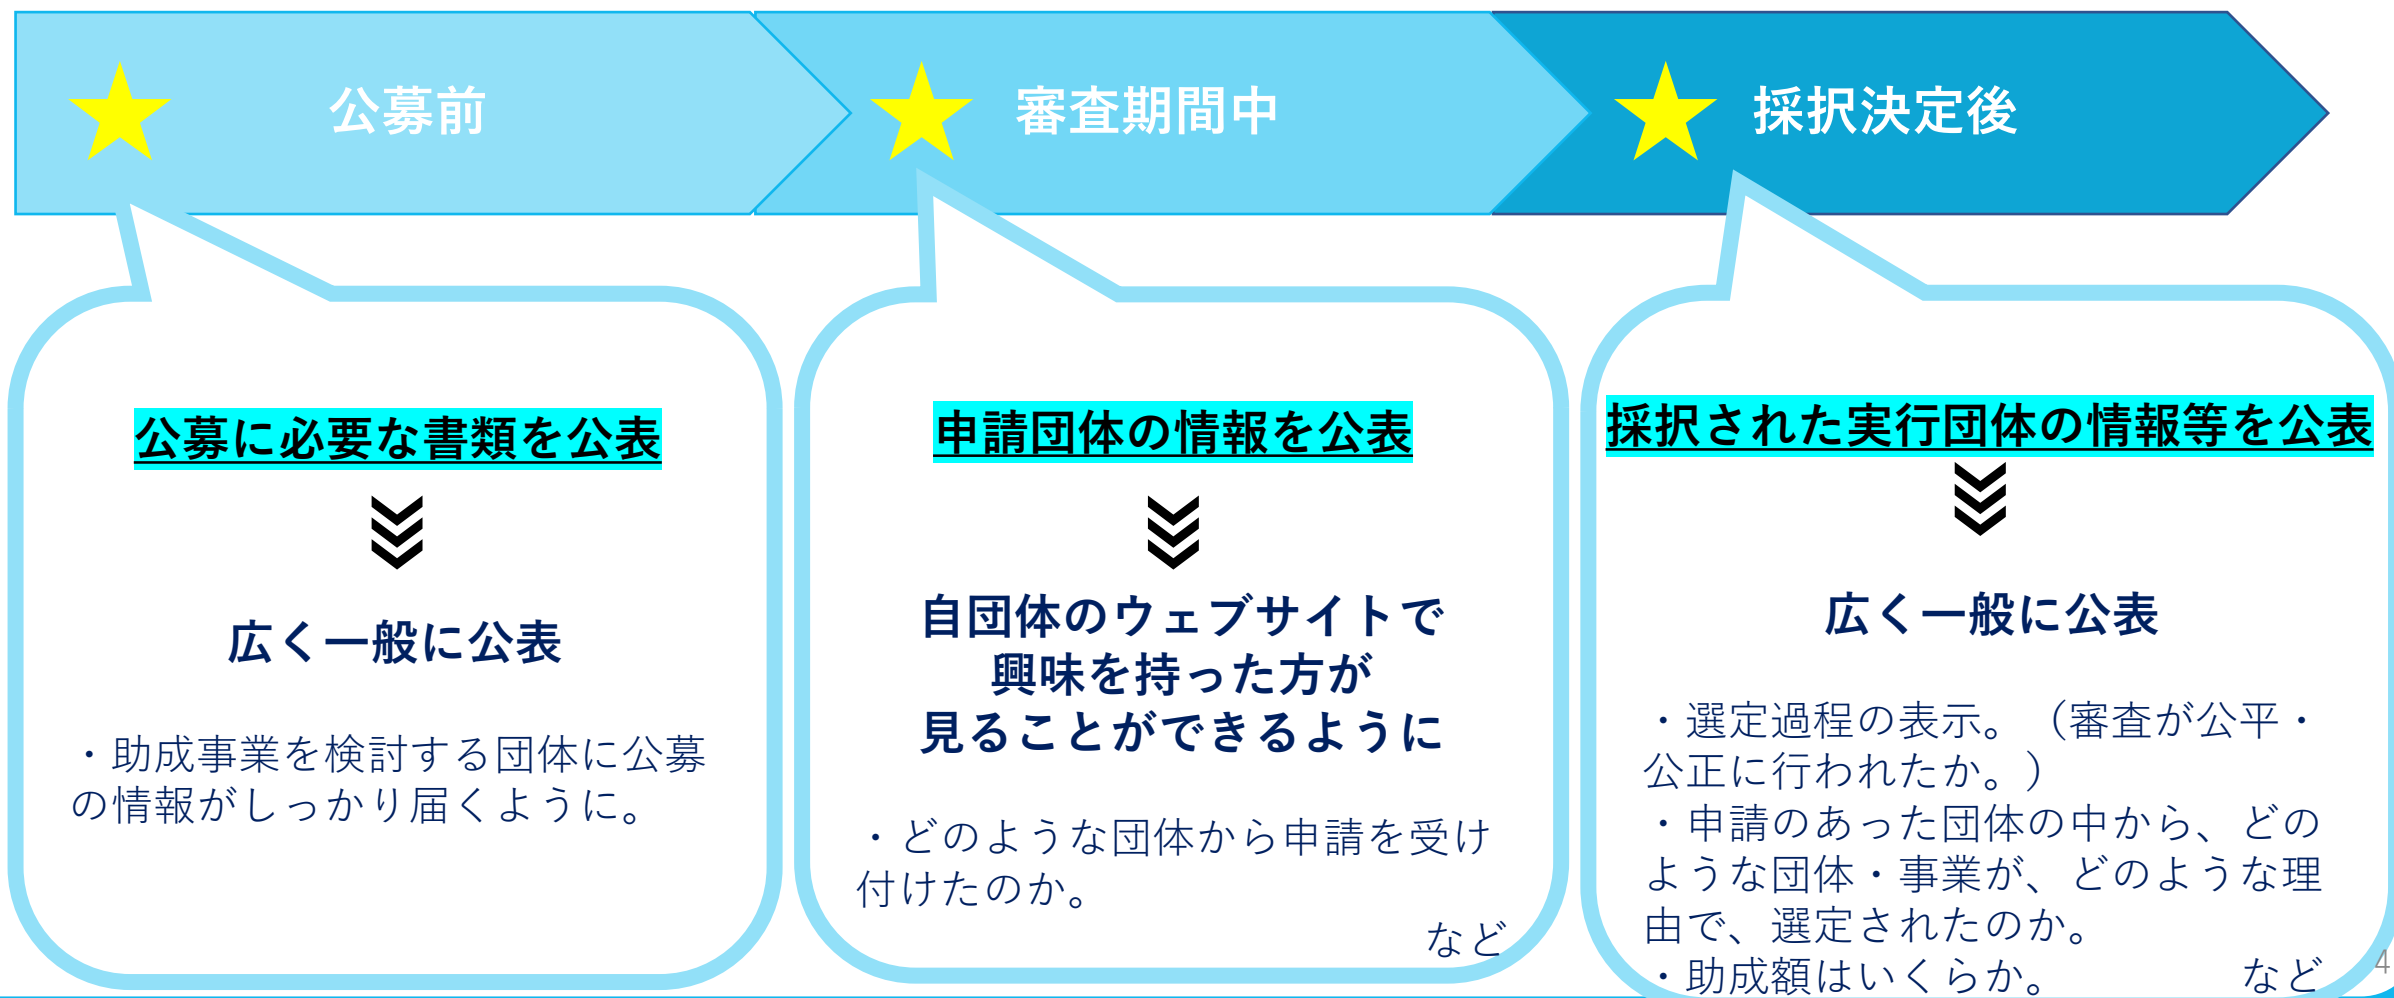 公募前
審査期間中
採択決定後
公募に必要な書類を公表
広く一般に公表
・助成事業を検討する団体に公募
の情報がしっかり届くように。
申請団体の情報を公表
自団体のウェブサイトで
興味を持った方が
見ることができるように
・どのような団体から申請を受け
付けたのか。
など
採択された実行団体の情報等を公表
広く一般に公表
・選定過程の表示。（審査が公平・
公正に行われたか。）
・申請のあった団体の中から、どの
ような団体・事業が、どのような理
由で、選定されたのか。
・助成額はいくらか。 など
4